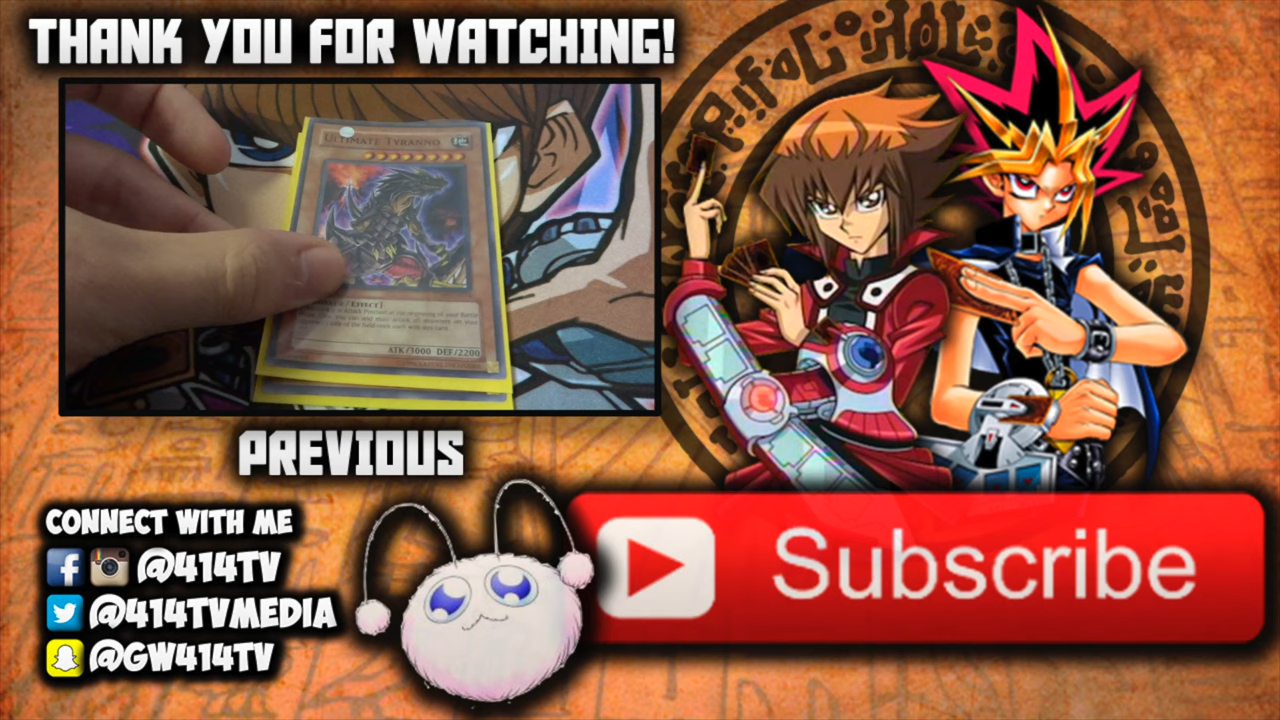 THANK YOU FOR WATCHING!
ULTIMATE TYRANNO
ATK/3000 DEF/2200
PREVIOUS
CONNECT WITH ME
@414TV
@414TVMEDIA
@GW414TV
Subscribe